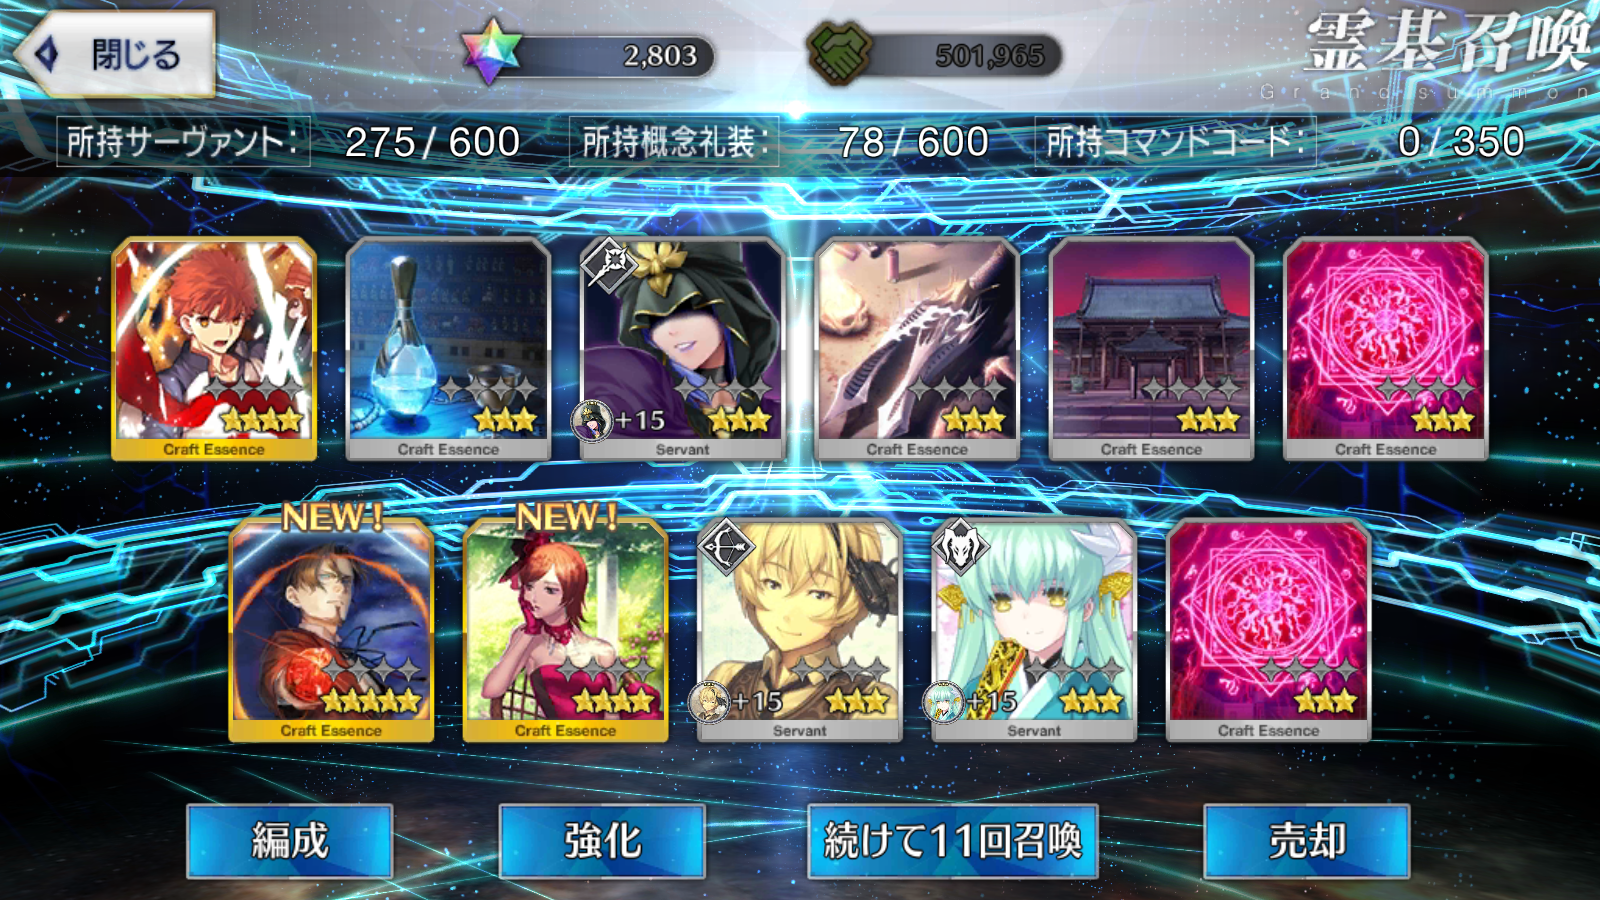 閉じる
2,803
501,965
霊基召喚
Grand summon
所持サーヴァント: 275 / 600
所持概念礼装: 78 / 600
所持コマンドコード: 0 / 350
Craft Essence
Craft Essence
+15
Servant
Craft Essence
Craft Essence
Craft Essence
NEW!
Craft Essence
NEW!
Craft Essence
+15
Servant
+15
Servant
Craft Essence
編成
強化
続けて11回召喚
売却